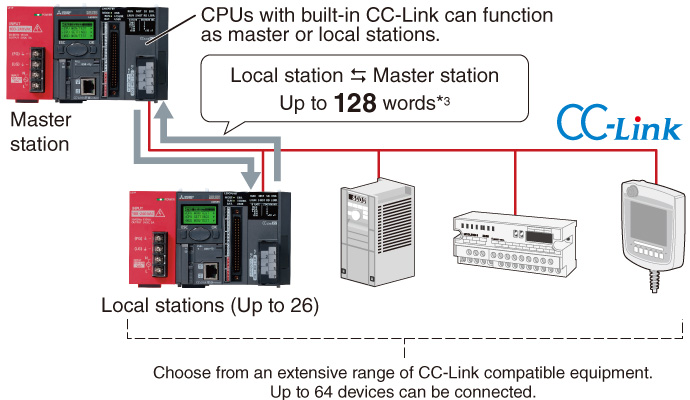 CPUs with built-in CC-Link can function
as master or local stations.
Local station ⇆ Master station
Up to 128 words*3
CC-Link
Master
station
Local stations (Up to 26)
Choose from an extensive range of CC-Link compatible equipment.
Up to 64 devices can be connected.